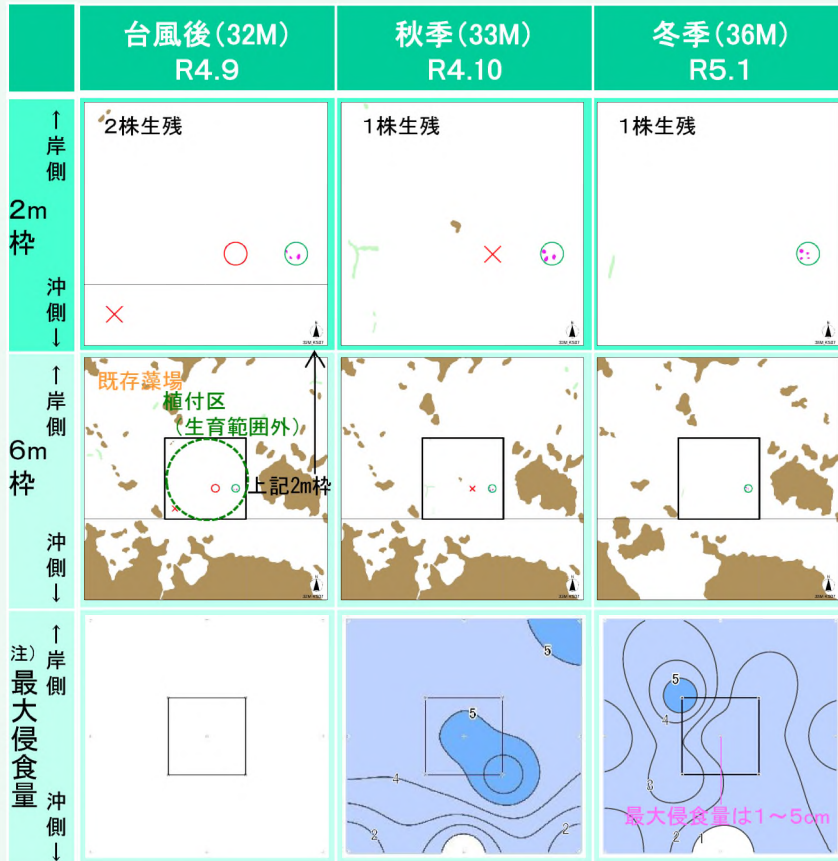 台風後(32M)
R4.9
秋季(33M)
R4.10
冬季(36M)
R5.1
↑岸側
2m枠
沖側↓
2株生残
1株生残
1株生残
↑岸側
6m枠
沖側↓
既存藻場
植付区
(生育範囲外)
上記2m枠
↑岸側
注)最大侵食量
沖側↓
5
5
4
2
2
5
4
3
2
1
最大侵食量は1~5cm